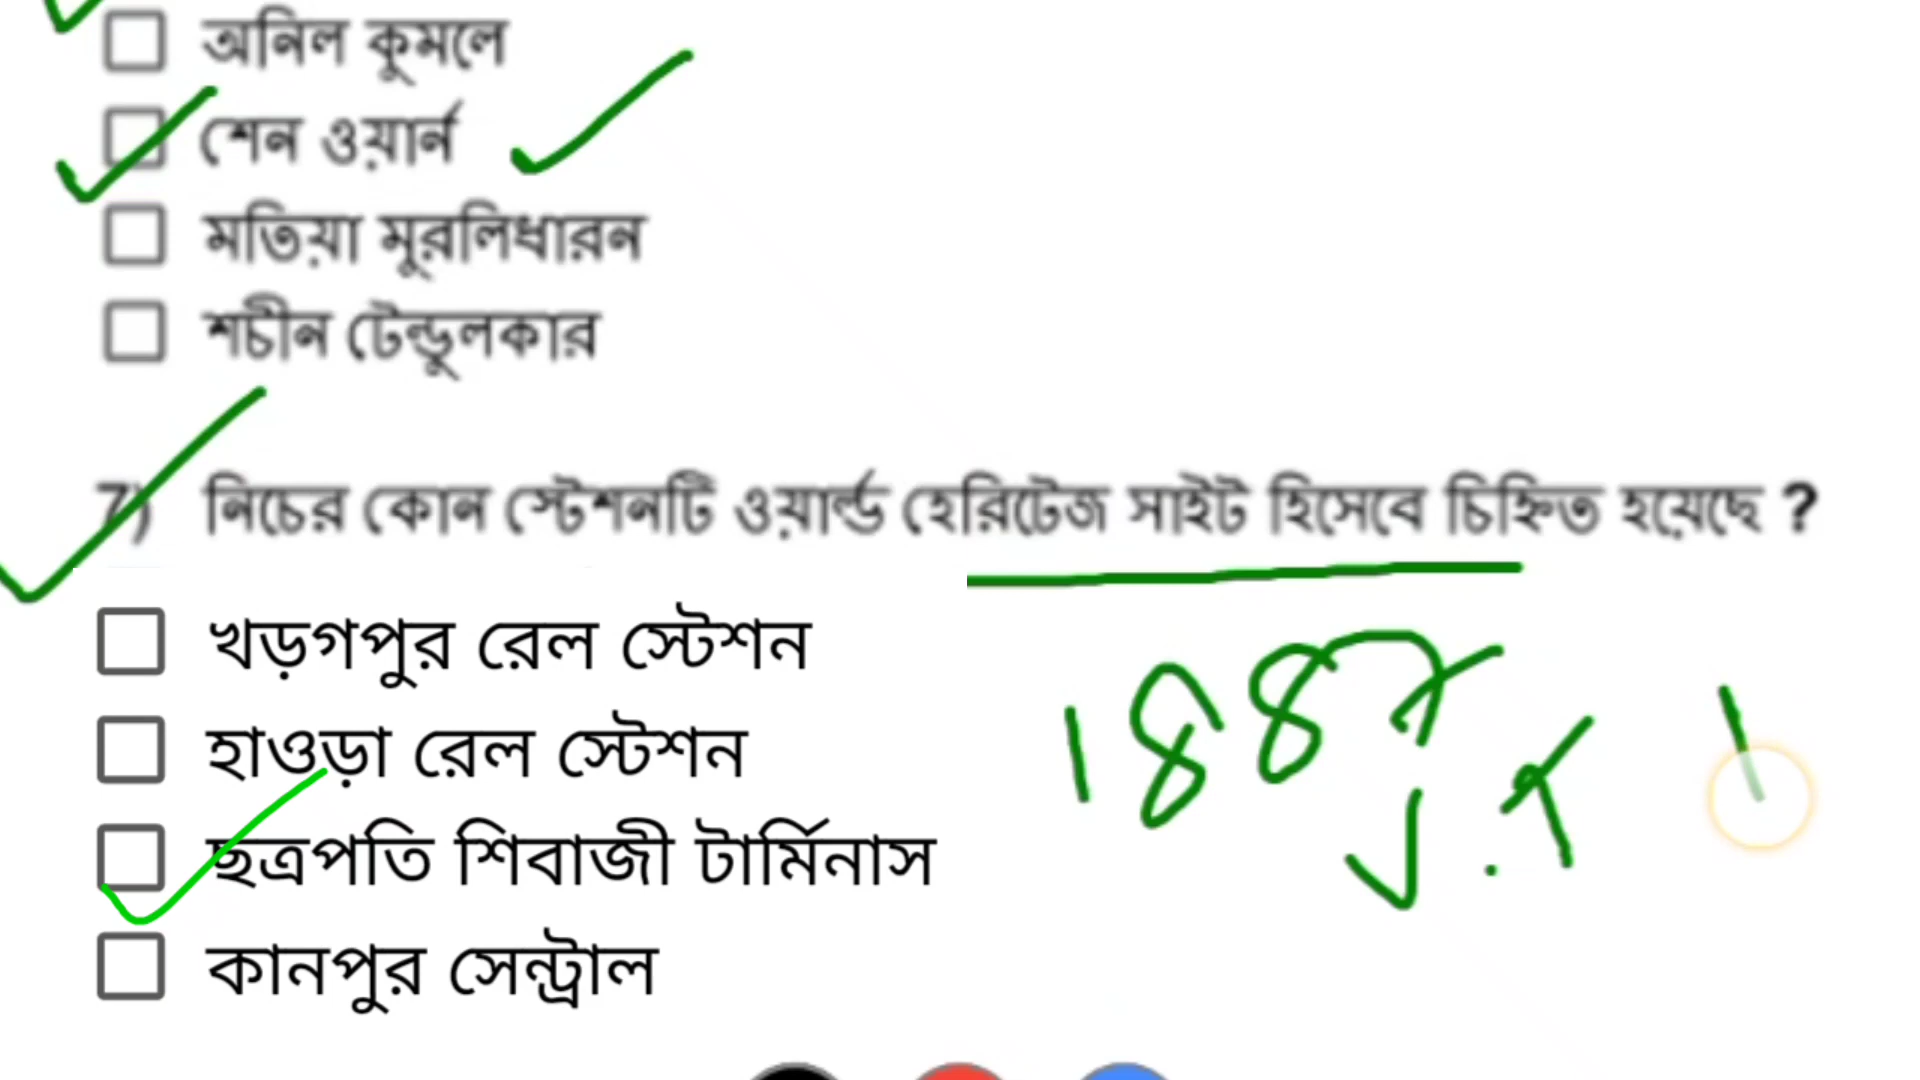 অনিল কুমলে
শেন ওয়ার্ন
মতিয়া মুরলিধারন
শচীন টেন্ডুলকার
7) নিচের কোন স্টেশনটি ওয়ার্ল্ড হেরিটেজ সাইট হিসেবে চিহ্নিত হয়েছে ?
খড়গপুর রেল স্টেশন
হাওড়া রেল স্টেশন
ছত্রপতি শিবাজী টার্মিনাস
কানপুর সেন্ট্রাল
1887
V.T